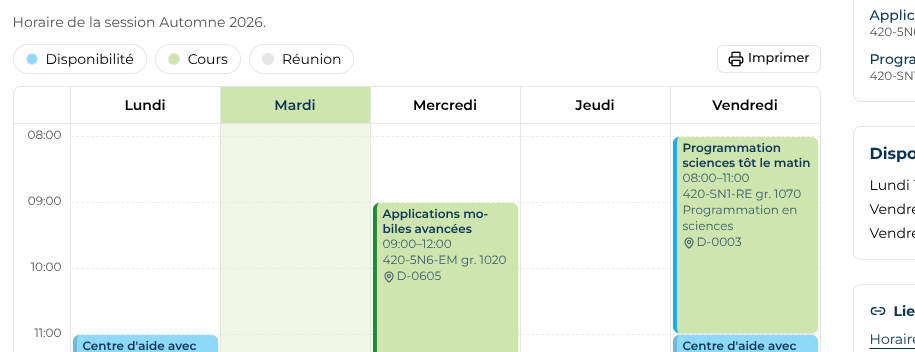 Horaire de la session Automne 2026.
Disponibilité
Cours
Réunion
Imprimer
Lundi
Mardi
Mercredi
Jeudi
Vendredi
08:00
09:00
10:00
11:00
Centre d'aide avec
Applications mo-
biles avancées
09:00–12:00
420-5N6-EM gr. 1020
D-0605
Programmation
sciences tôt le matin
08:00–11:00
420-SN1-RE gr. 1070
Programmation en
sciences
D-0003
Centre d'aide avec
Applic
420-5N6
Progra
420-SN
Dispo
Lundi
Vendre
Vendre
Lie
Horaire